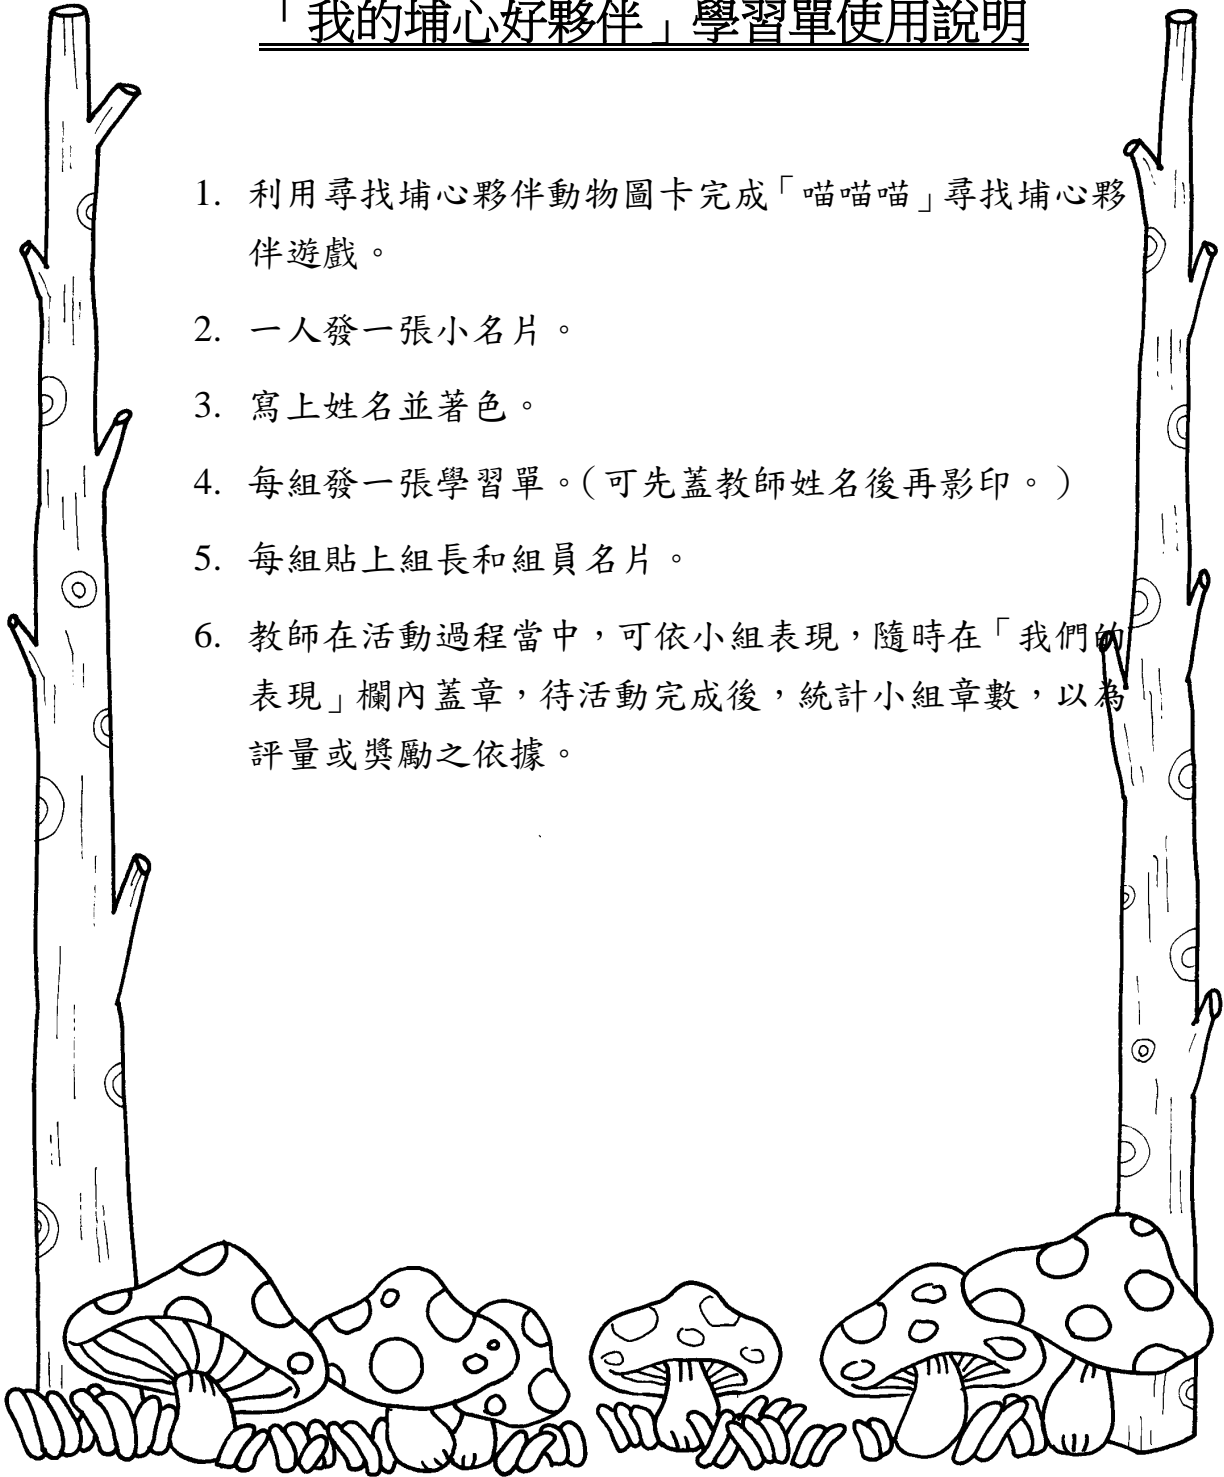 「我的埔心好夥伴」學習單使用說明
1. 利用尋找埔心夥伴動物圖卡完成「喵喵喵」尋找埔心夥
伴遊戲。
2. 一人發一張小名片。
3. 寫上姓名並著色。
4. 每組發一張學習單。(可先蓋教師姓名後再影印。)
5. 每組貼上組長和組員名片。
6. 教師在活動過程當中，可依小組表現，隨時在「我們的
表現」欄內蓋章，待活動完成後，統計小組章數，以為
評量或獎勵之依據。